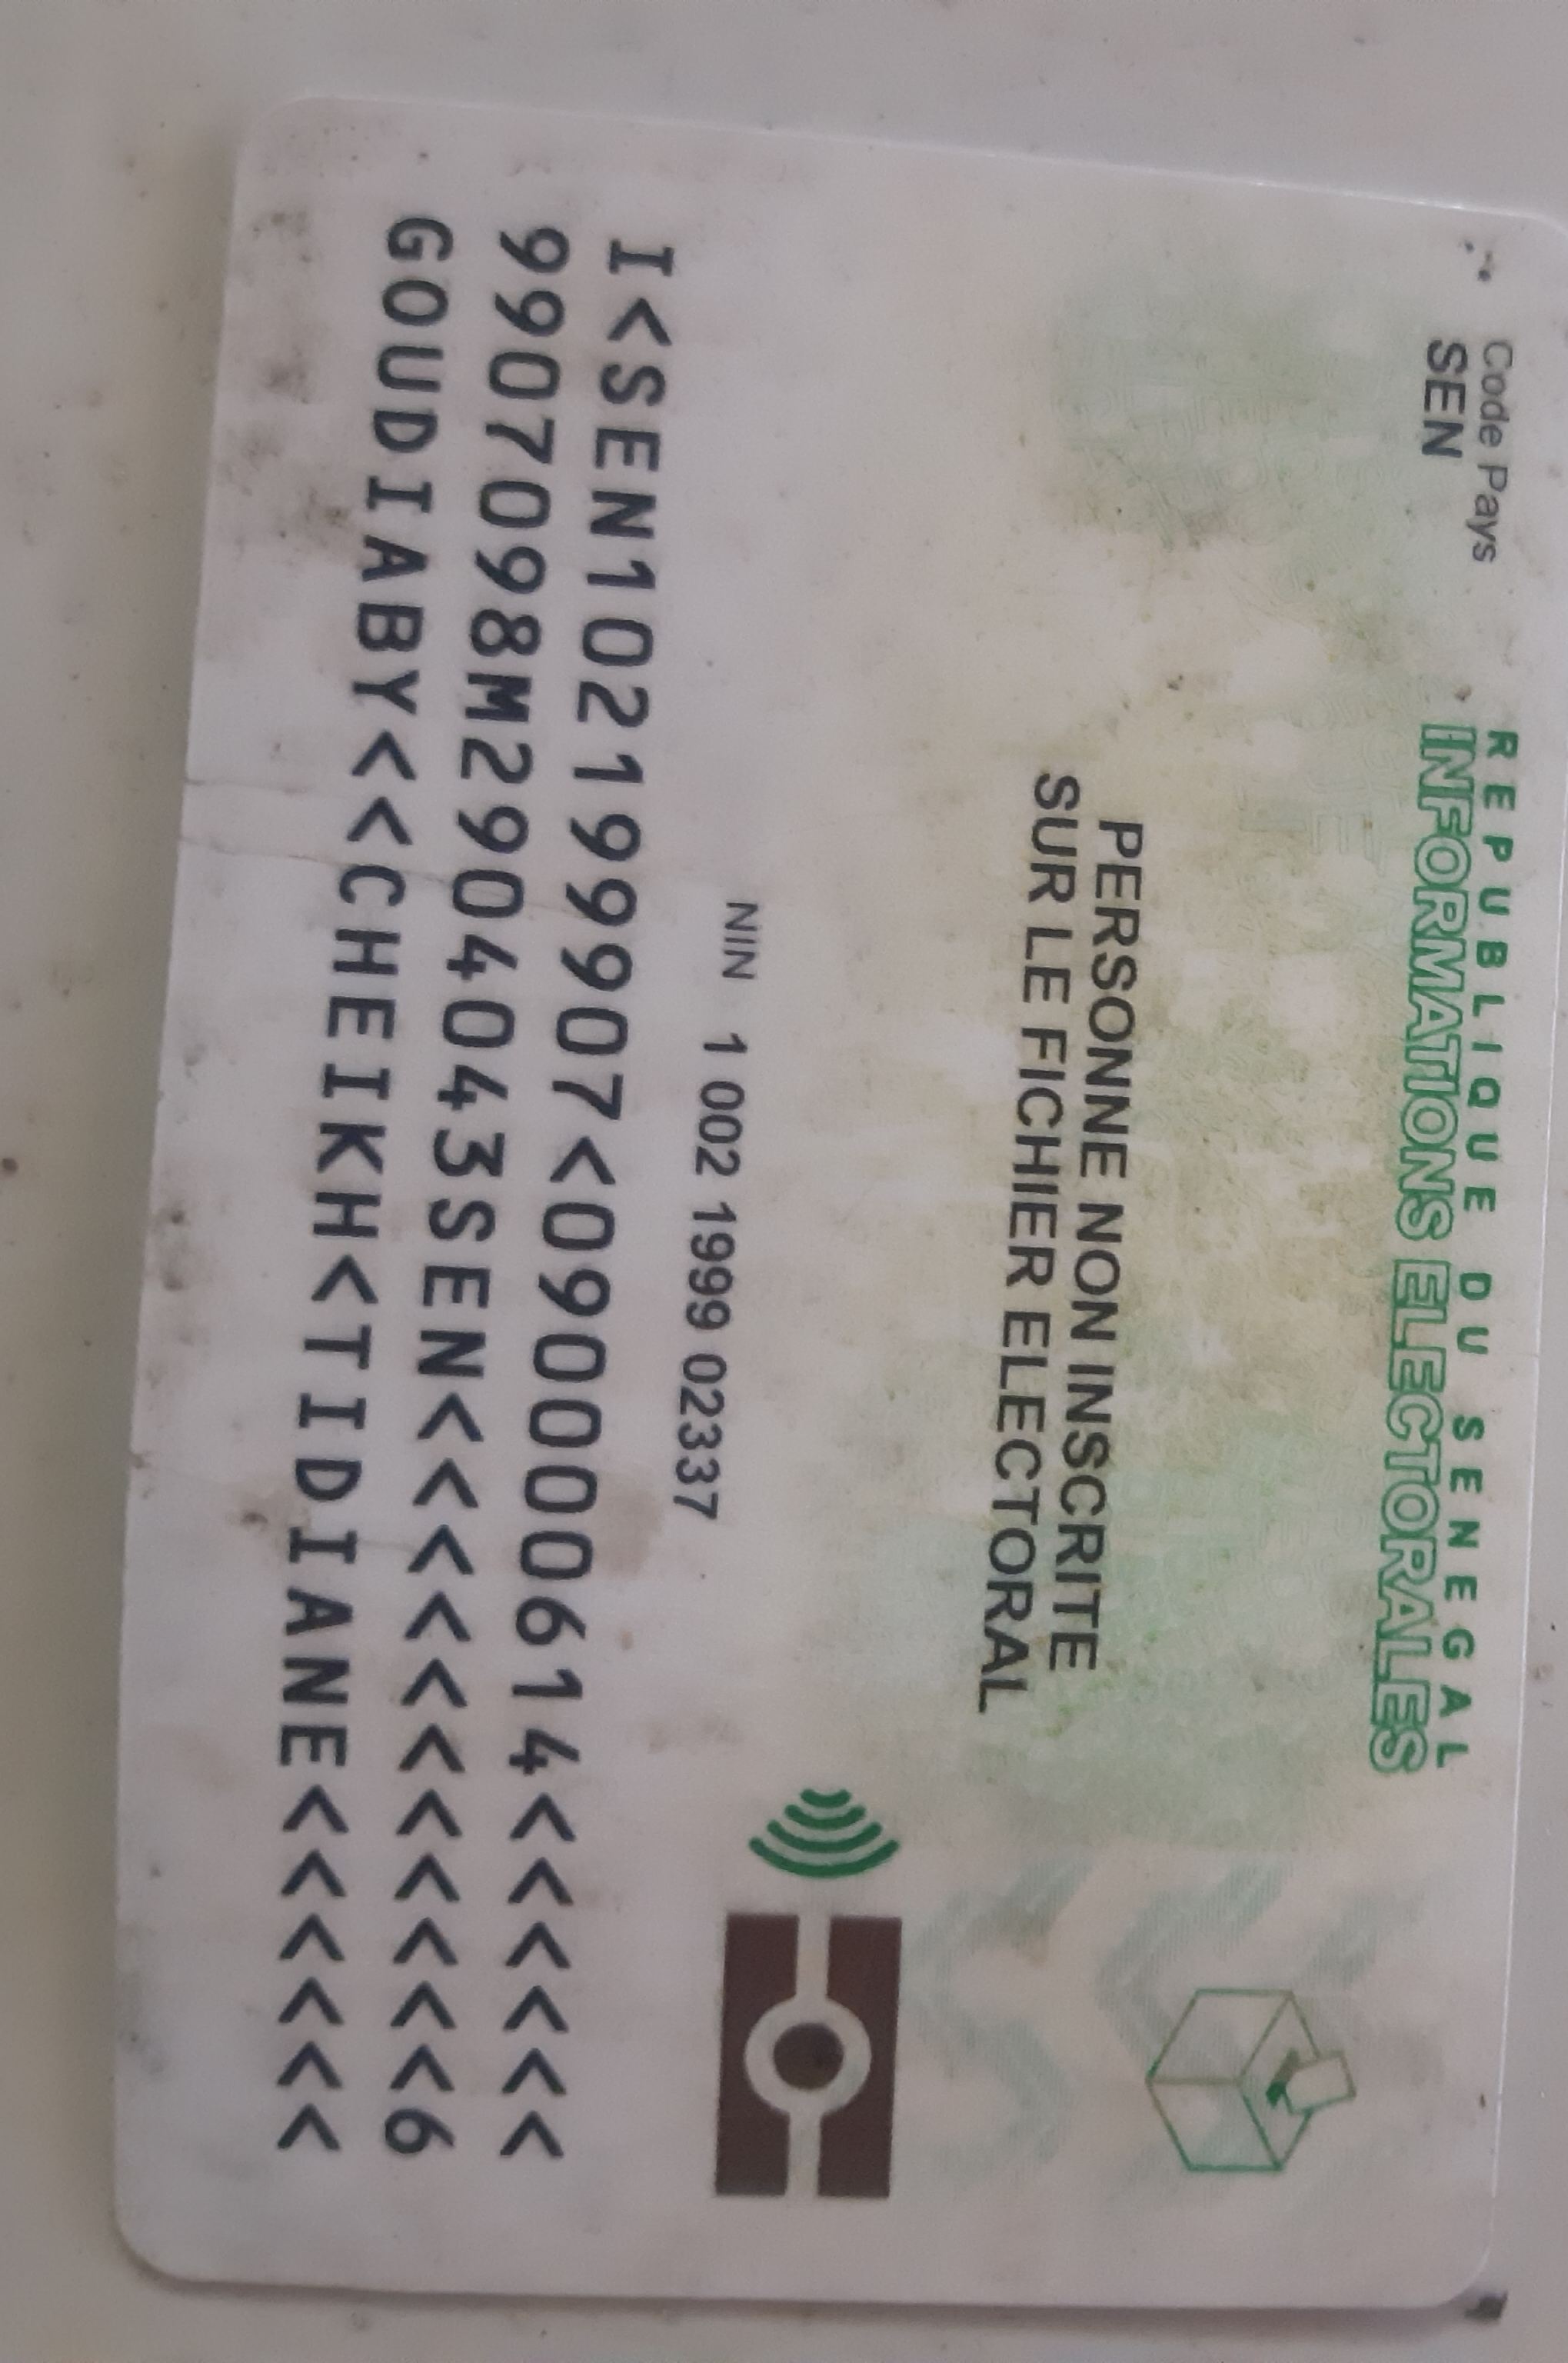 REPUBLIQUE DU SENEGAL
Code Pays
INFORMATIONS ELECTORALES
SEN
PERSONNE NON INSCRITE
SUR LE FICHIER ELECTORAL
NIN 1 002 1999 02337
I<SEN102199907<090000614<<<<<<
9907098M2904043SEN<<<<<<<<<<<6
GOUDIABY<<CHEIKH<TIDIANE<<<<<<